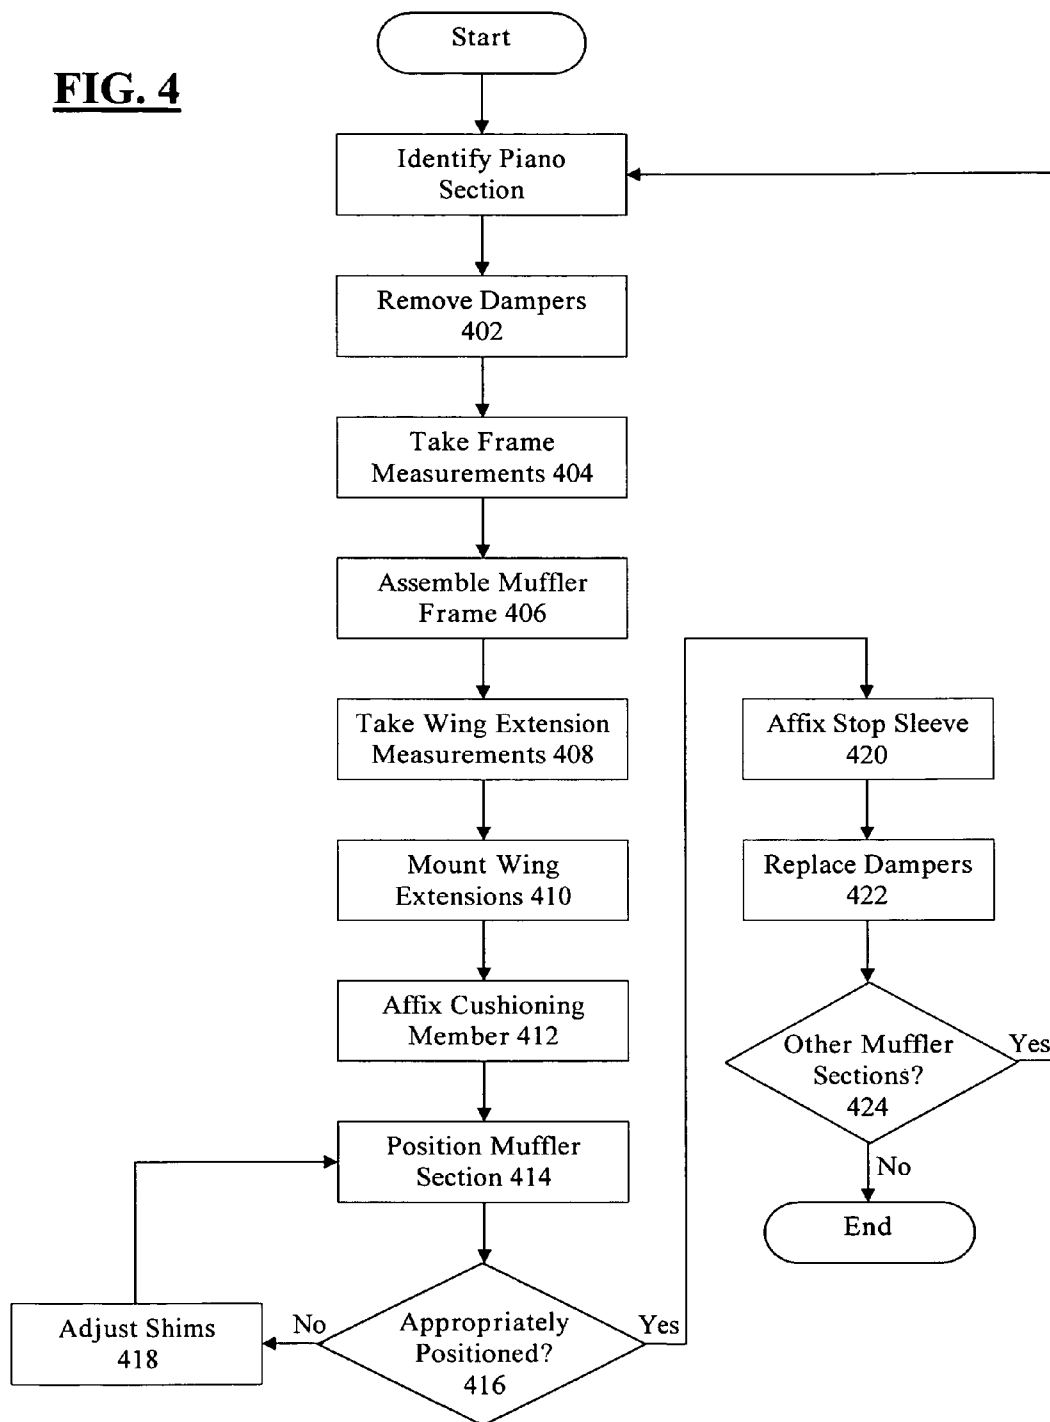 Start
FIG. 4
Identify Piano
Section
Remove Dampers
402
Take Frame
Measurements 404
Assemble Muffler
Frame 406
Take Wing Extension
Measurements 408
Mount Wing
Extensions 410
Affix Cushioning
Member 412
Position Muffler
Section 414
Appropriately
Positioned?
416
No
Adjust Shims
418
Yes
Affix Stop Sleeve
420
Replace Dampers
422
Other Muffler
Sections?
424
Yes
No
End